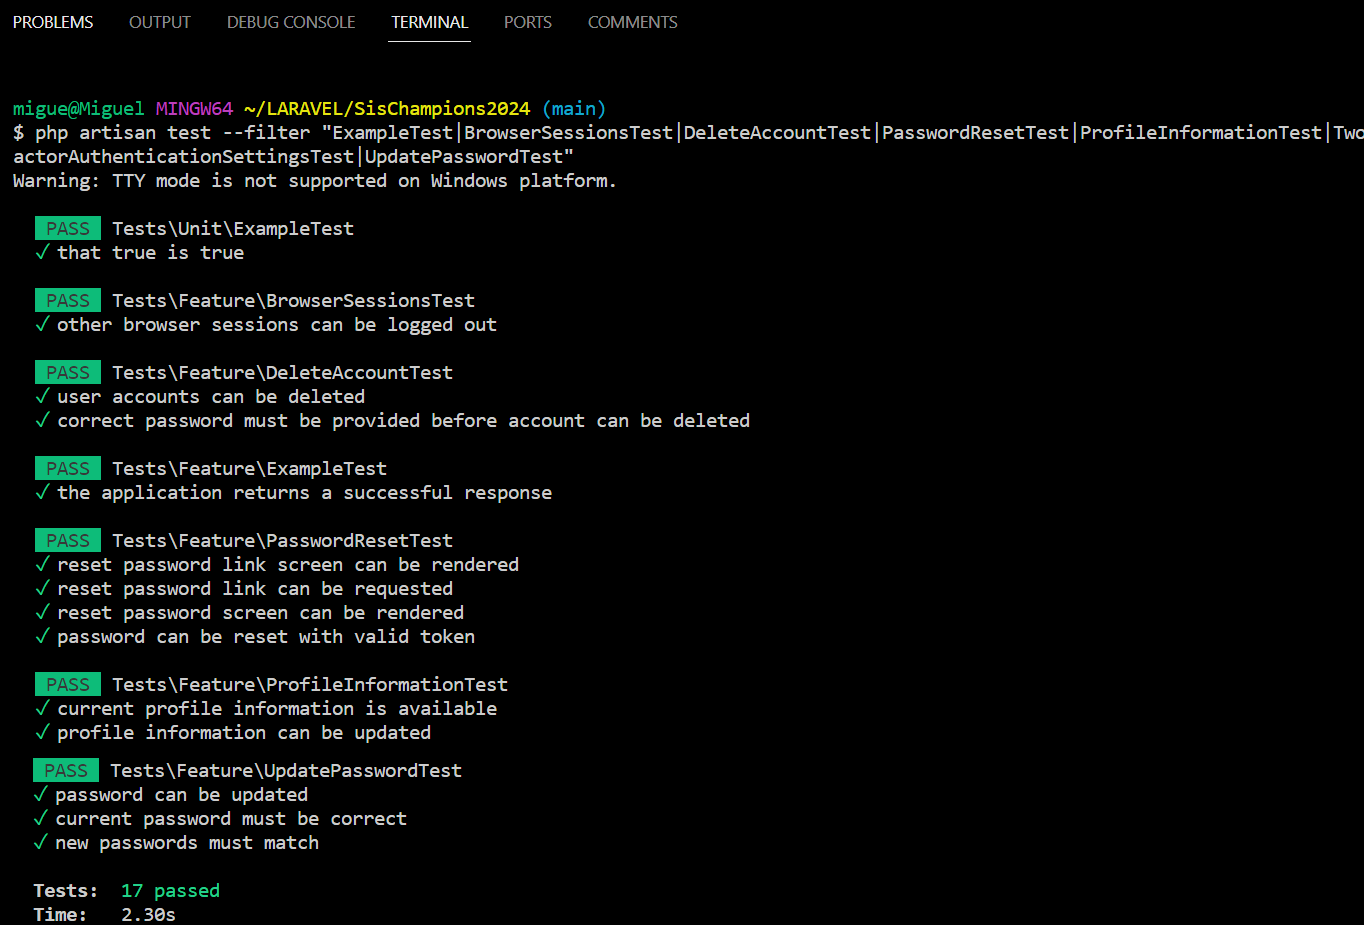 PROBLEMS OUTPUT DEBUG CONSOLE TERMINAL PORTS COMMENTS
migue@Miguel MINGW64 ~/LARAVEL/SisChampions2024 (main)
$ php artisan test --filter "ExampleTest|BrowserSessionsTest|DeleteAccountTest|PasswordResetTest|ProfileInformationTest|Two
actorAuthenticationSettingsTest|UpdatePasswordTest"
Warning: TTY mode is not supported on Windows platform.
PASS Tests\Unit\ExampleTest
✓ that true is true
PASS Tests\Feature\BrowserSessionsTest
✓ other browser sessions can be logged out
PASS Tests\Feature\DeleteAccountTest
✓ user accounts can be deleted
✓ correct password must be provided before account can be deleted
PASS Tests\Feature\ExampleTest
✓ the application returns a successful response
PASS Tests\Feature\PasswordResetTest
✓ reset password link screen can be rendered
✓ reset password link can be requested
✓ reset password screen can be rendered
✓ password can be reset with valid token
PASS Tests\Feature\ProfileInformationTest
✓ current profile information is available
✓ profile information can be updated
PASS Tests\Feature\UpdatePasswordTest
✓ password can be updated
✓ current password must be correct
✓ new passwords must match
Tests: 17 passed
Time: 2.30s